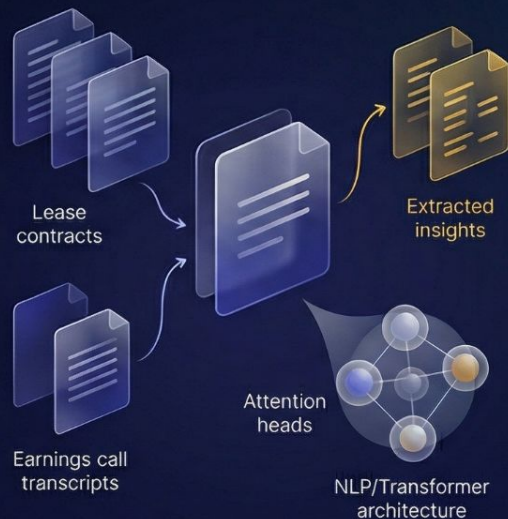 Lease
contracts
Extracted
insights
Earnings call
transcripts
Attention
heads
NLP/Transformer
architecture